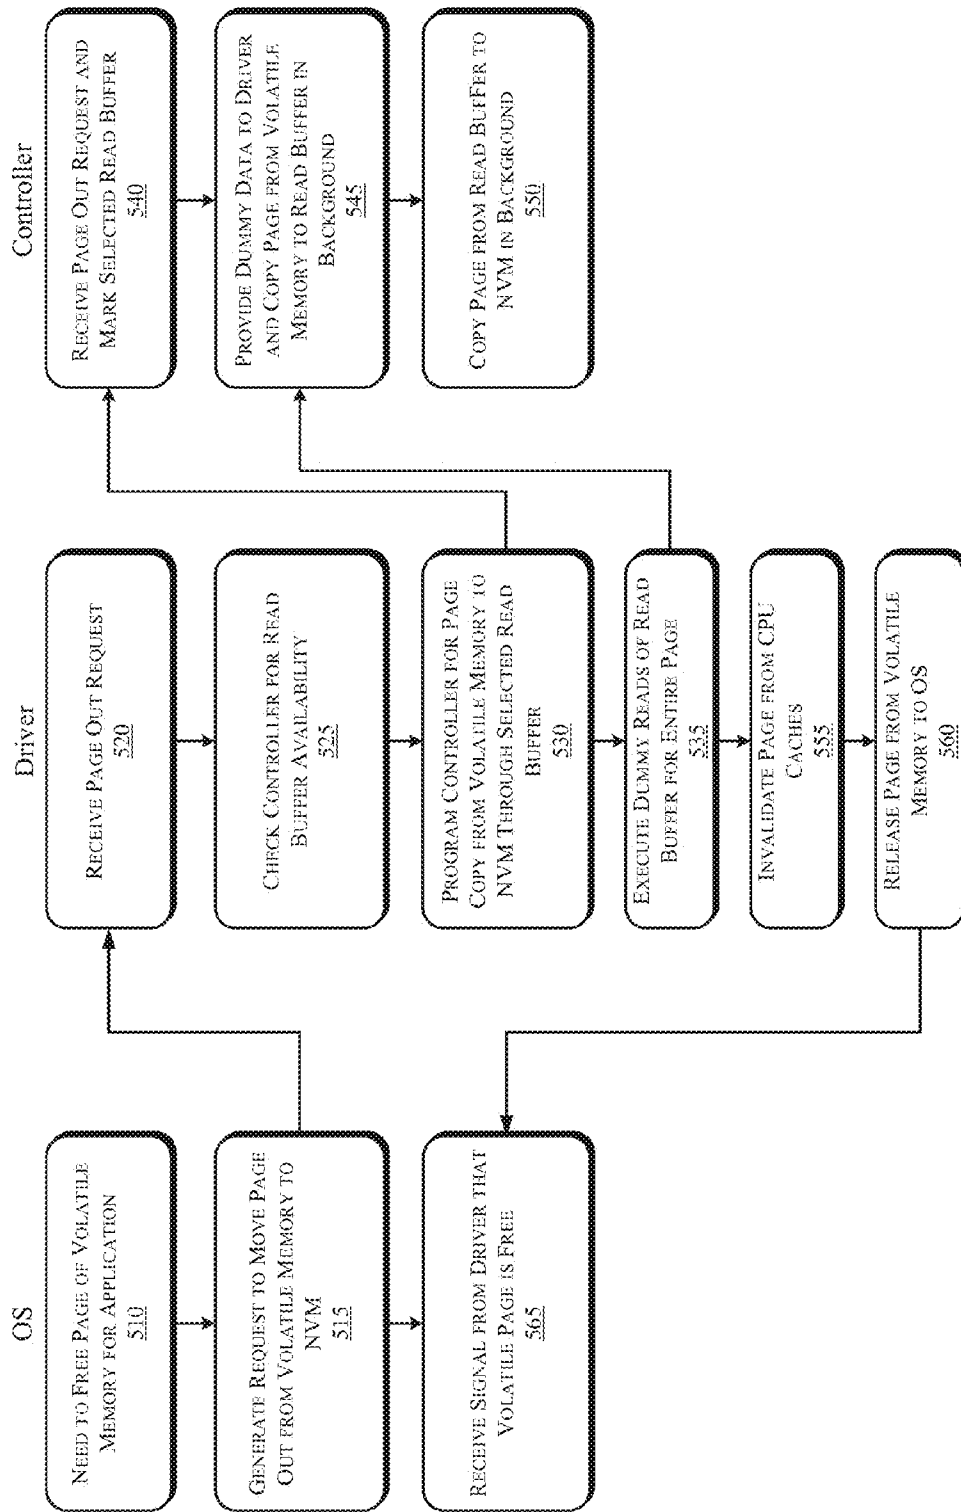 OS
NEED TO FREE PAGE OF VOLATILE
MEMORY FOR APPLICATION
510
GENERATE REQUEST TO MOVE PAGE
OUT FROM VOLATILE MEMORY TO
NVM
515
RECEIVE SIGNAL FROM DRIVER THAT
VOLATILE PAGE IS FREE
565
Driver
RECEIVE PAGE OUT REQUEST
520
CHECK CONTROLLER FOR READ
BUFFER AVAILABILITY
525
PROGRAM CONTROLLER FOR PAGE
COPY FROM VOLATILE MEMORY TO
NVM THROUGH SELECTED READ
BUFFER
530
EXECUTE DUMMY READS OF READ
BUFFER FOR ENTIRE PAGE
535
INVALIDATE PAGE FROM CPU
CACHES
555
RELEASE PAGE FROM VOLATILE
MEMORY TO OS
560
Controller
RECEIVE PAGE OUT REQUEST AND
MARK SELECTED READ BUFFER
540
PROVIDE DUMMY DATA TO DRIVER
AND COPY PAGE FROM VOLATILE
MEMORY TO READ BUFFER IN
BACKGROUND
545
COPY PAGE FROM READ BUFFER TO
NVM IN BACKGROUND
550